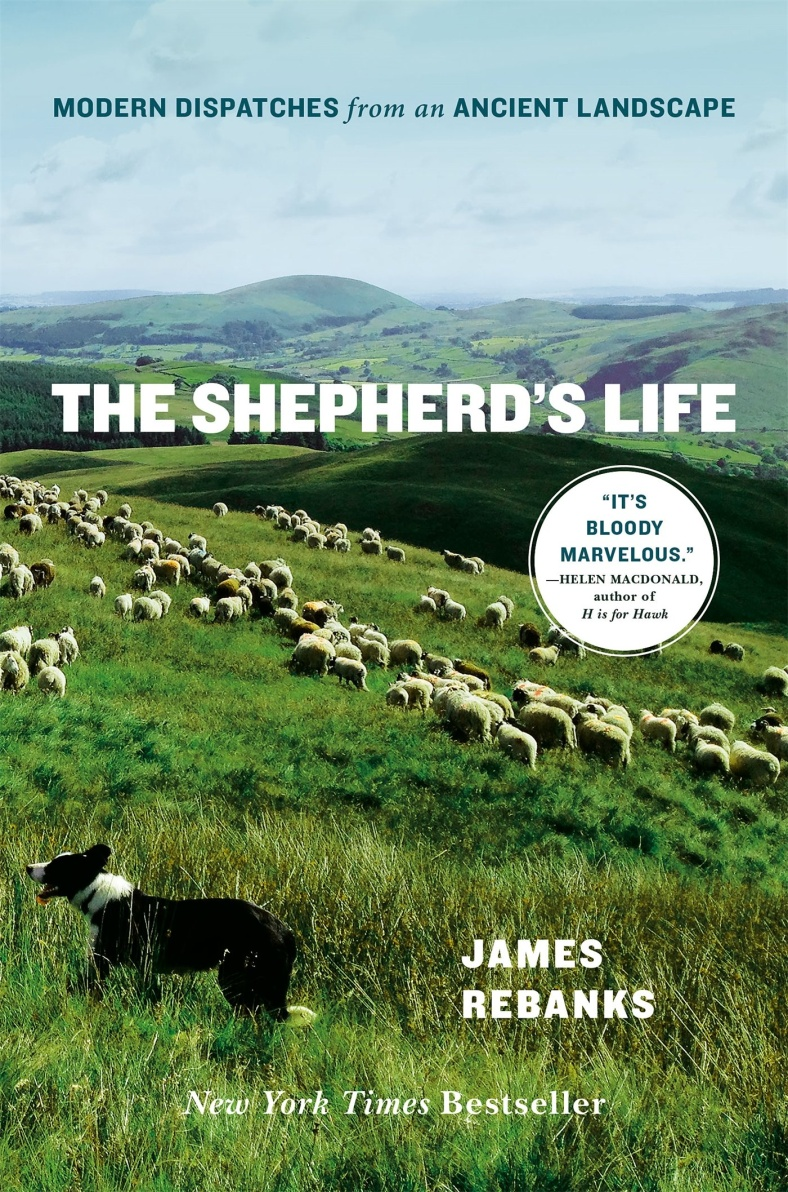 MODERN DISPATCHES from an ANCIENT LANDSCAPE
THE SHEPHERD'S LIFE
“IT'S
BLOODY
MARVELOUS.”
—HELEN MACDONALD,
author of
H is for Hawk
JAMES
REBANKS
New York Times Bestseller